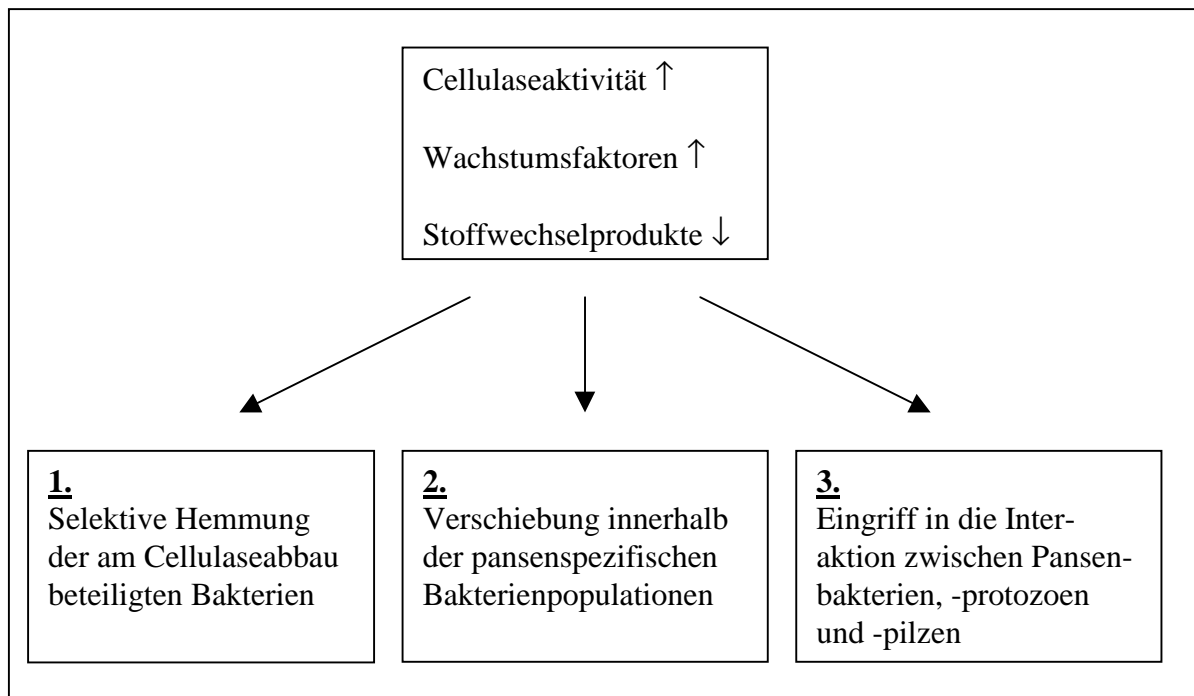 Cellulaseaktivität ↑
Wachstumsfaktoren ↑
Stoffwechselprodukte ↓
1.
Selektive Hemmung
der am Cellulaseabbau
beteiligten Bakterien
2.
Verschiebung innerhalb
der pansenspezifischen
Bakterienpopulationen
3.
Eingriff in die Inter-
aktion zwischen Pansen-
bakterien, -protozoen
und -pilzen